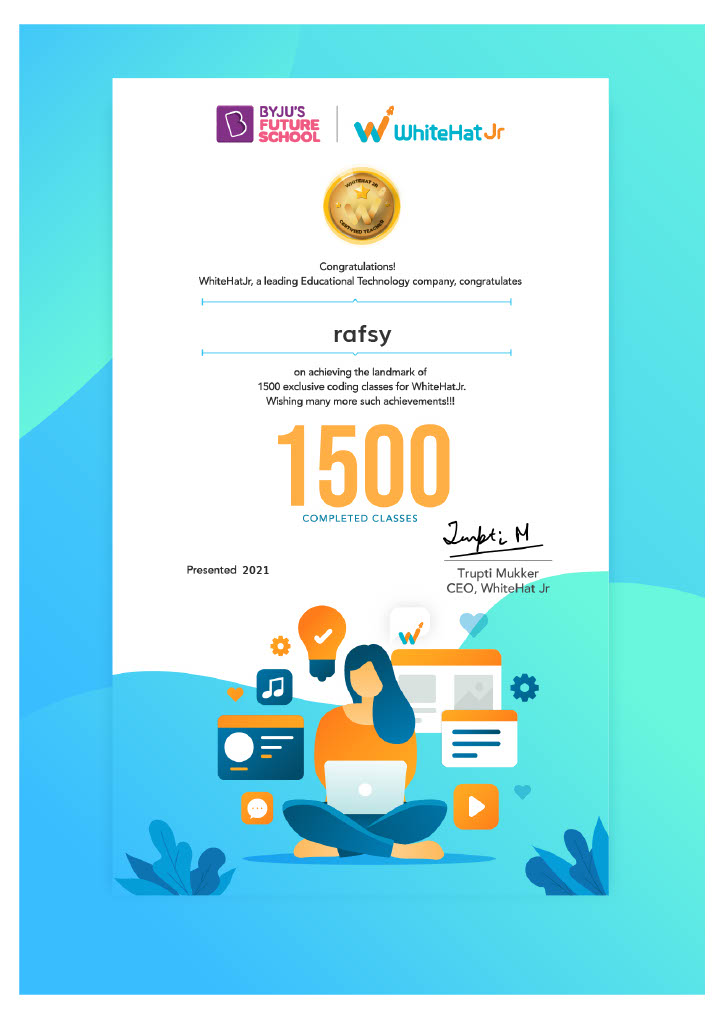 BYJU'S
FUTURE
SCHOOL
WhiteHat Jr
WHITEHAT JR
CERTIFIED TEACHER
Congratulations!
WhiteHatJr, a leading Educational Technology company, congratulates
rafsy
on achieving the landmark of
1500 exclusive coding classes for WhiteHatJr.
Wishing many more such achievements!!!
1500
COMPLETED CLASSES
Trupti M
Presented 2021
Trupti Mukker
CEO, WhiteHat Jr